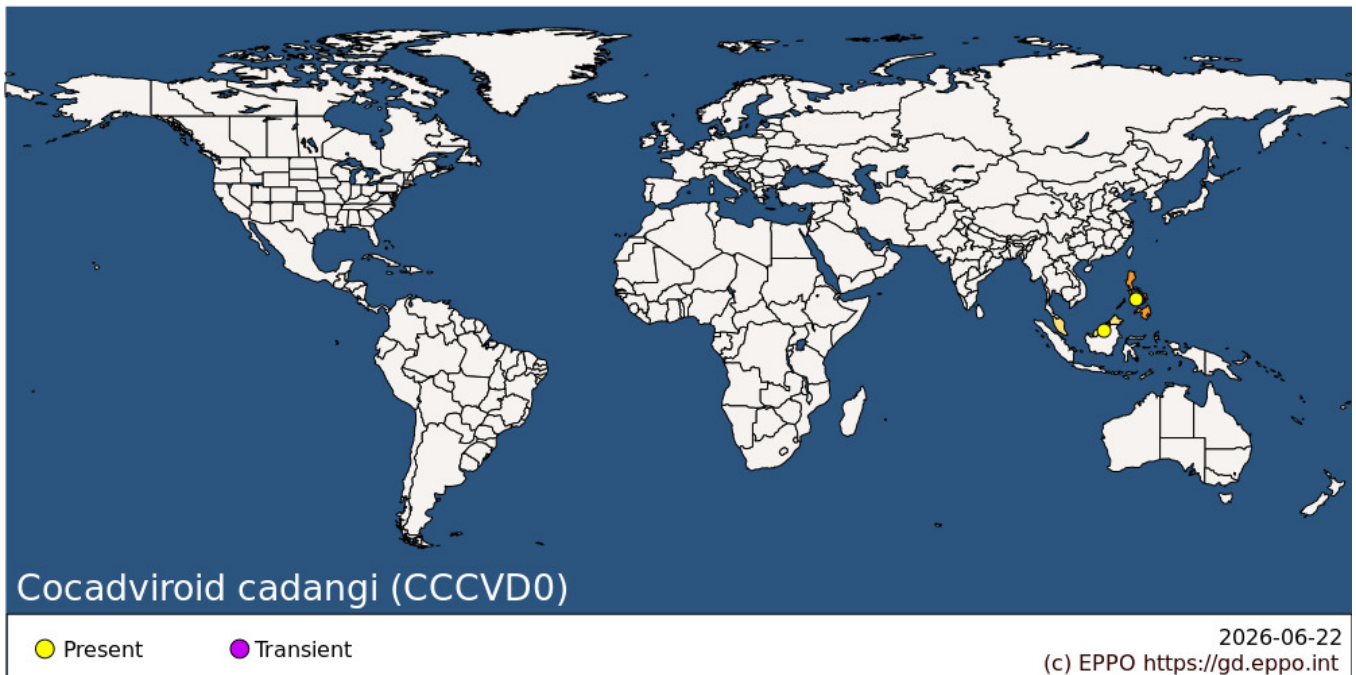 Cocadviroid cadangi (CCCVD0)
Present
Transient
2026-06-22
(c) EPPO https://gd.eppo.int